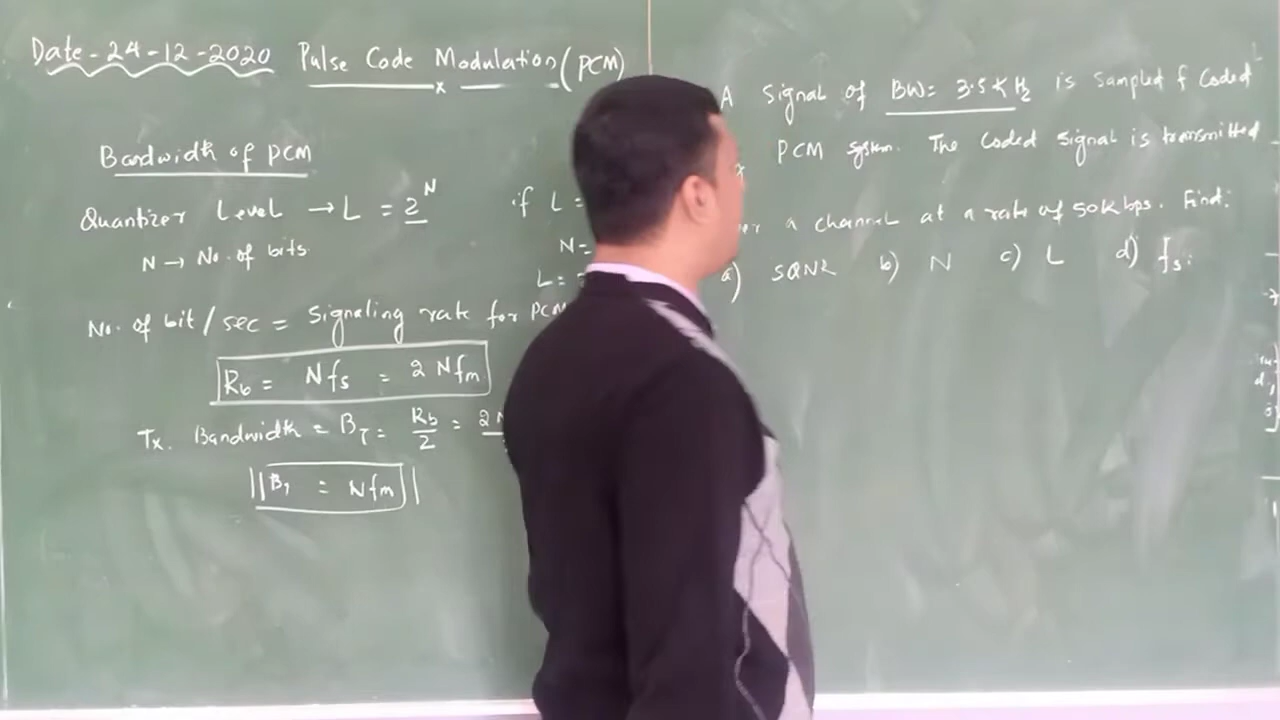 Date - 24-12-2020 Pulse Code Modulation (PCM)
Bandwidth of PCM
Quantizer Level → L = 2^N
N → No. of bits.
if L =
N =
L =
No. of bit/sec = Signaling rate for PCM
Rb = Nfs = 2Nfm
Tx. Bandwidth = BT = Rb/2 = 2
BT = Nfm
A Signal of BW = 3.5 KHz is Sampled & Coded
PCM system. The Coded Signal is transmitted
a channel at a rate of 50Kbps. Find:
a) SQNR b) N c) L d) fs.